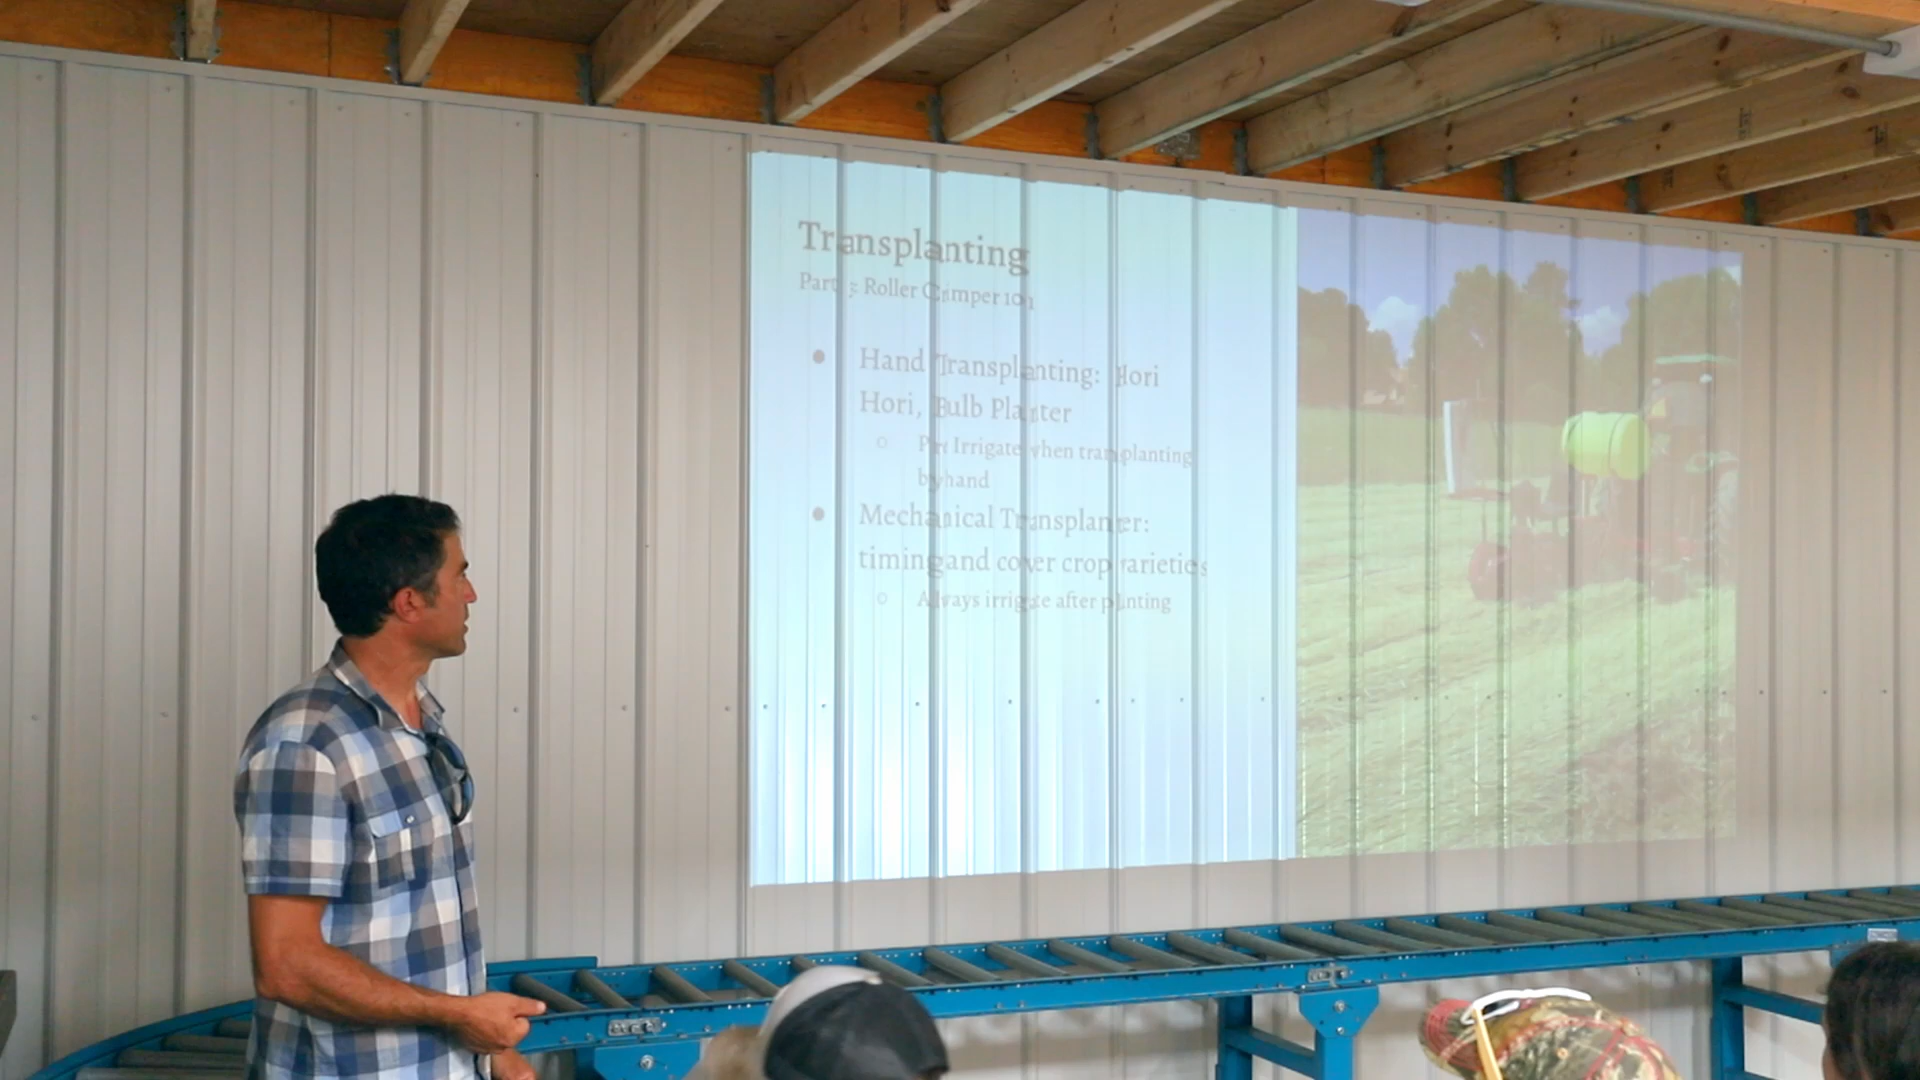 Transplanting
Part 3: Roller Crimper 101
● Hand Transplanting: Hori
Hori, Bulb Planter
○ Pre Irrigate when transplanting
by hand
● Mechanical Transplanter:
timing and cover crop varieties
○ Always irrigate after planting